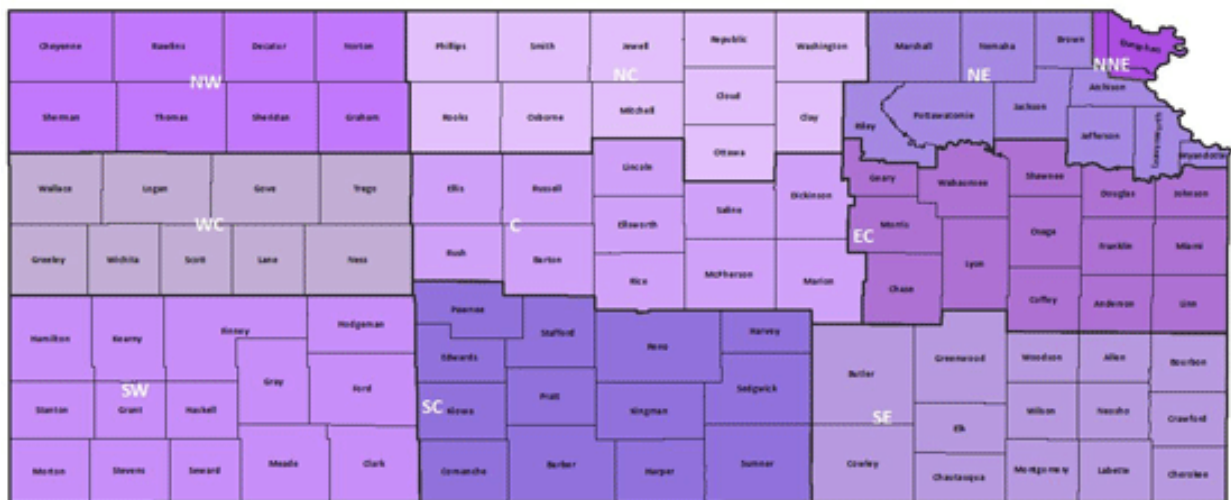 Cheyenne Rawlins Decatur Norton Phillips Smith Jewell Republic Washington Marshall Nemaha Brown Doniphan
NW NC NE NNE
Sherman Thomas Sheridan Graham Rooks Osborne Mitchell Cloud Clay Riley Pottawatomie Jackson Atchison
Jefferson Wyandotte
Ottawa
Wallace Logan Gove Trego Ellis Russell Lincoln Saline Dickinson Geary Wabaunsee Shawnee Douglas Johnson
WC C EC
Greeley Wichita Scott Lane Ness Rush Barton Ellsworth Rice McPherson Marion Morris Chase Lyon Osage Franklin Miami
Coffey Anderson Linn
Hamilton Kearny Finney Hodgeman Pawnee Stafford Reno Harvey
Edwards Butler Greenwood Woodson Allen Bourbon
Gray Ford Sedgwick
SW SC SE
Stanton Grant Haskell Kiowa Pratt Kingman Elk Wilson Neosho Crawford
Morton Stevens Seward Meade Clark Comanche Barber Harper Sumner Cowley Chautauqua Montgomery Labette Cherokee